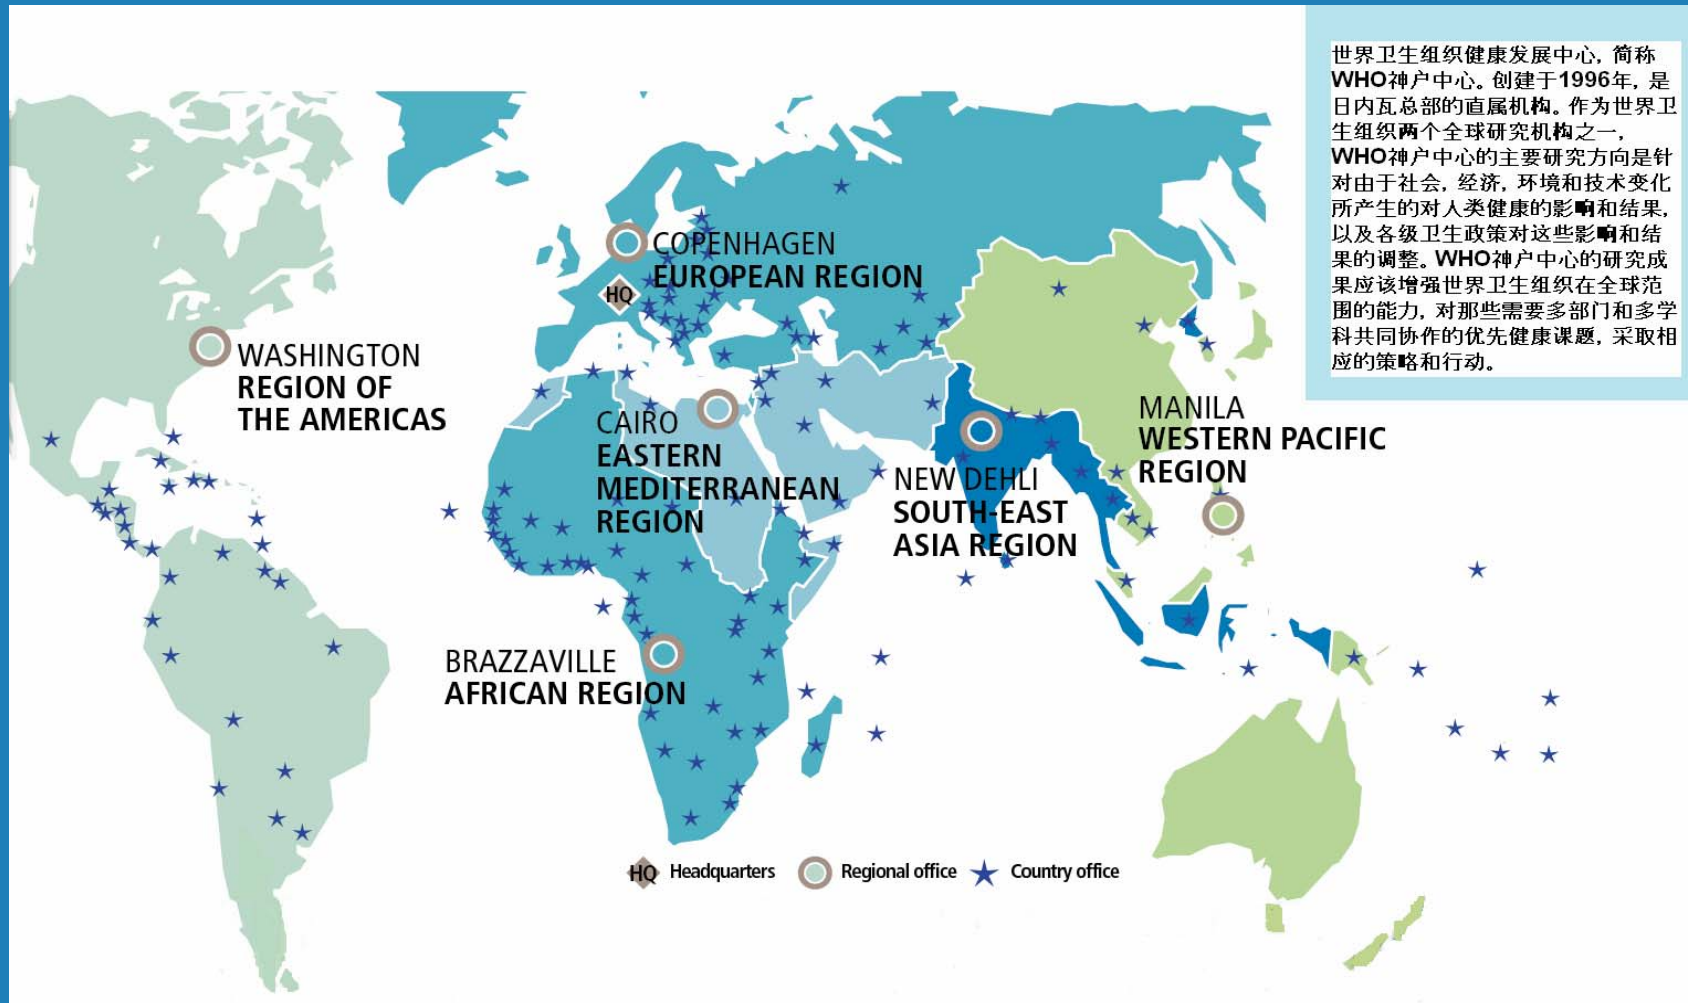 世界卫生组织健康发展中心, 简称
WHO神户中心。创建于1996年, 是
日内瓦总部的直属机构。作为世界卫
生组织两个全球研究机构之一,
WHO神户中心的主要研究方向是针
对由于社会, 经济, 环境和技术变化
所产生的对人类健康的影响和结果,
以及各级卫生政策对这些影响和结
果的调整。WHO神户中心的研究成
果应该增强世界卫生组织在全球范
围的能力, 对那些需要多部门和多学
科共同协作的优先健康课题, 采取相
应的策略和行动。
COPENHAGEN
EUROPEAN REGION
HQ
WASHINGTON
REGION OF
THE AMERICAS
CAIRO
EASTERN
MEDITERRANEAN
REGION
MANILA
WESTERN PACIFIC
REGION
NEW DEHLI
SOUTH-EAST
ASIA REGION
BRAZZAVILLE
AFRICAN REGION
HQ Headquarters Regional office Country office